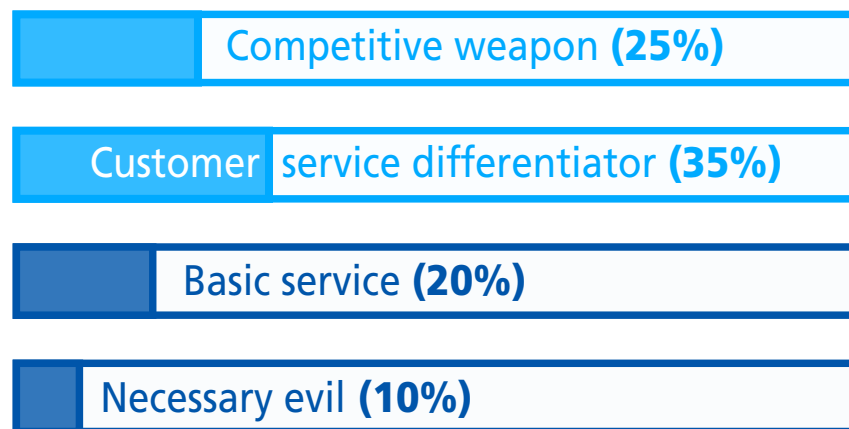 Competitive weapon (25%)
Customer service differentiator (35%)
Basic service (20%)
Necessary evil (10%)